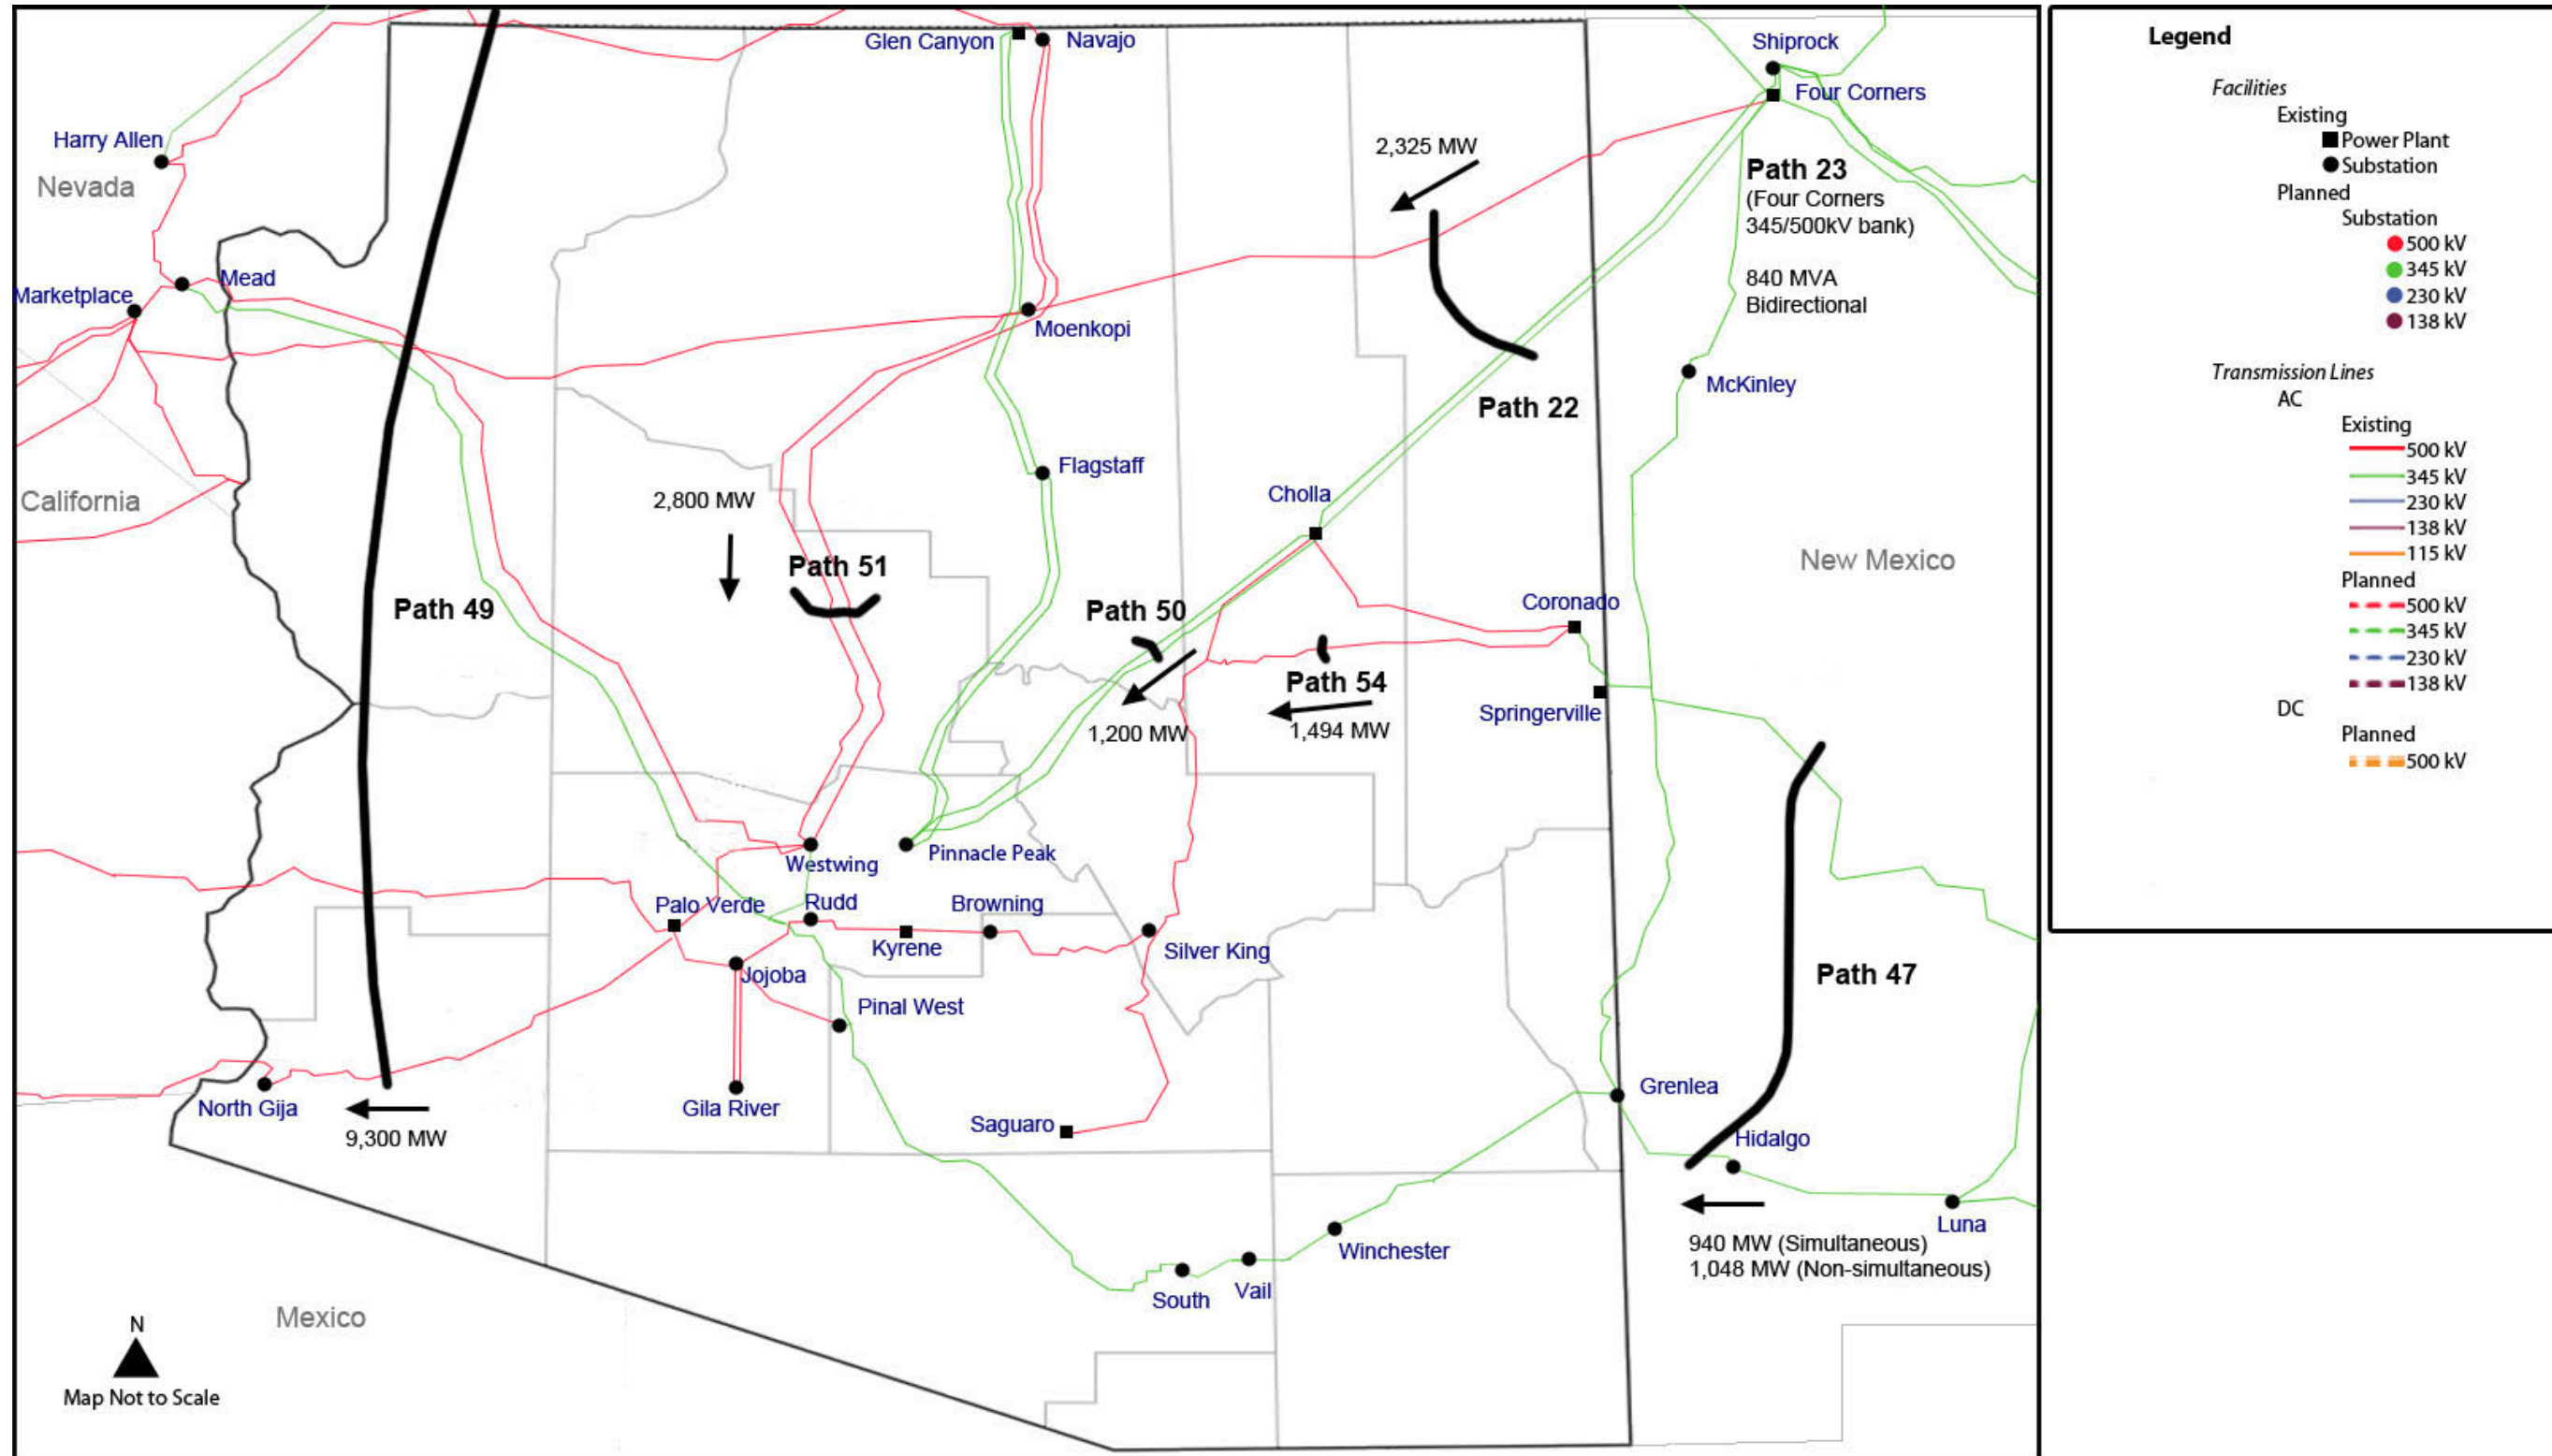 Glen Canyon
Navajo
Shiprock
Four Corners
Harry Allen
Nevada
2,325 MW
Path 23
(Four Corners
345/500kV bank)
840 MVA
Bidirectional
Mead
Marketplace
Moenkopi
McKinley
Path 22
Flagstaff
Cholla
California
2,800 MW
Path 51
New Mexico
Path 49
Path 50
Coronado
Path 54
Springerville
1,200 MW
1,494 MW
Westwing
Pinnacle Peak
Palo Verde
Rudd
Browning
Kyrene
Silver King
Jojoba
Path 47
Pinal West
Grenlea
North Gija
Gila River
Saguaro
9,300 MW
Hidalgo
Luna
Winchester
940 MW (Simultaneous)
1,048 MW (Non-simultaneous)
South
Vail
Mexico
N
Map Not to Scale
Legend
Facilities
Existing
Power Plant
Substation
Planned
Substation
500 kV
345 kV
230 kV
138 kV
Transmission Lines
AC
Existing
500 kV
345 kV
230 kV
138 kV
115 kV
Planned
500 kV
345 kV
230 kV
138 kV
DC
Planned
500 kV